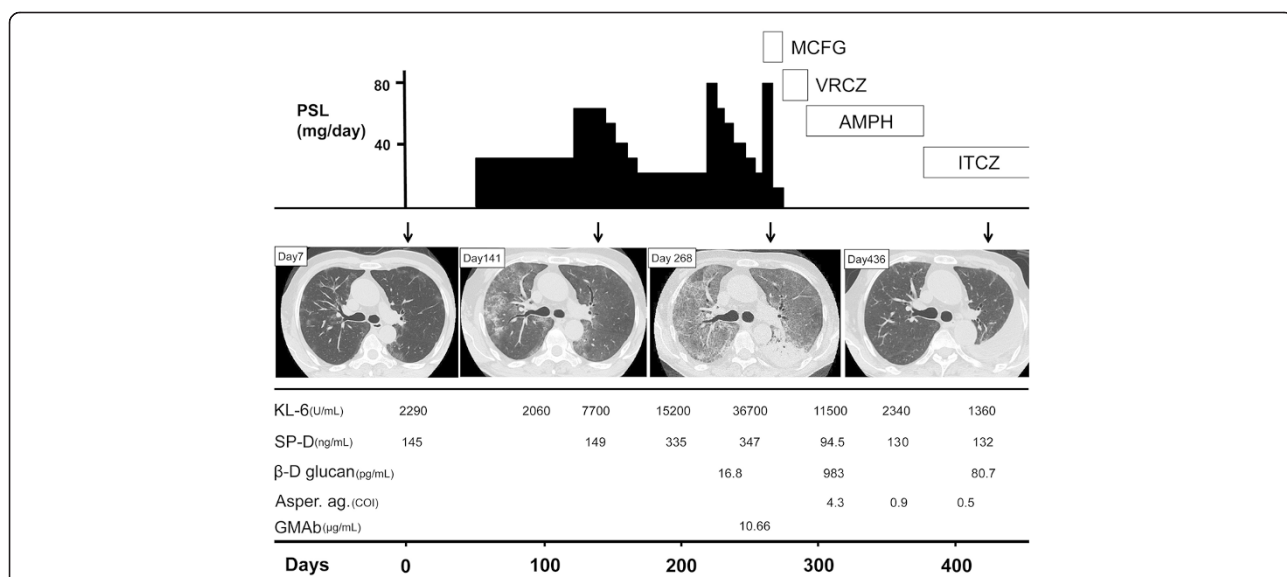 MCFG
80
VRCZ
PSL
(mg/day)
AMPH
40
ITCZ
Day7
Day141
Day 268
Day436
KL-6(U/mL) 2290 2060 7700 15200 36700 11500 2340 1360
SP-D(ng/mL) 145 149 335 347 94.5 130 132
β-D glucan(pg/mL) 16.8 983 80.7
Asper. ag.(COI) 4.3 0.9 0.5
GMAb(μg/mL) 10.66
Days 0 100 200 300 400